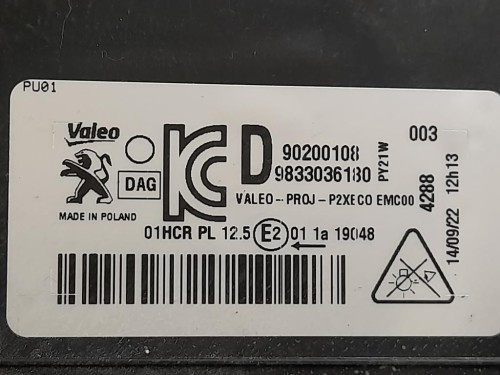 PU01
Valeo
DAG
MADE IN POLAND
KC
D
90200108
9833036180
PY21W
VALEO-PROJ-P2XECO EMC00
01HCR PL 12.5 E2 01 1a 19048
003
4288
14/09/22 12h13